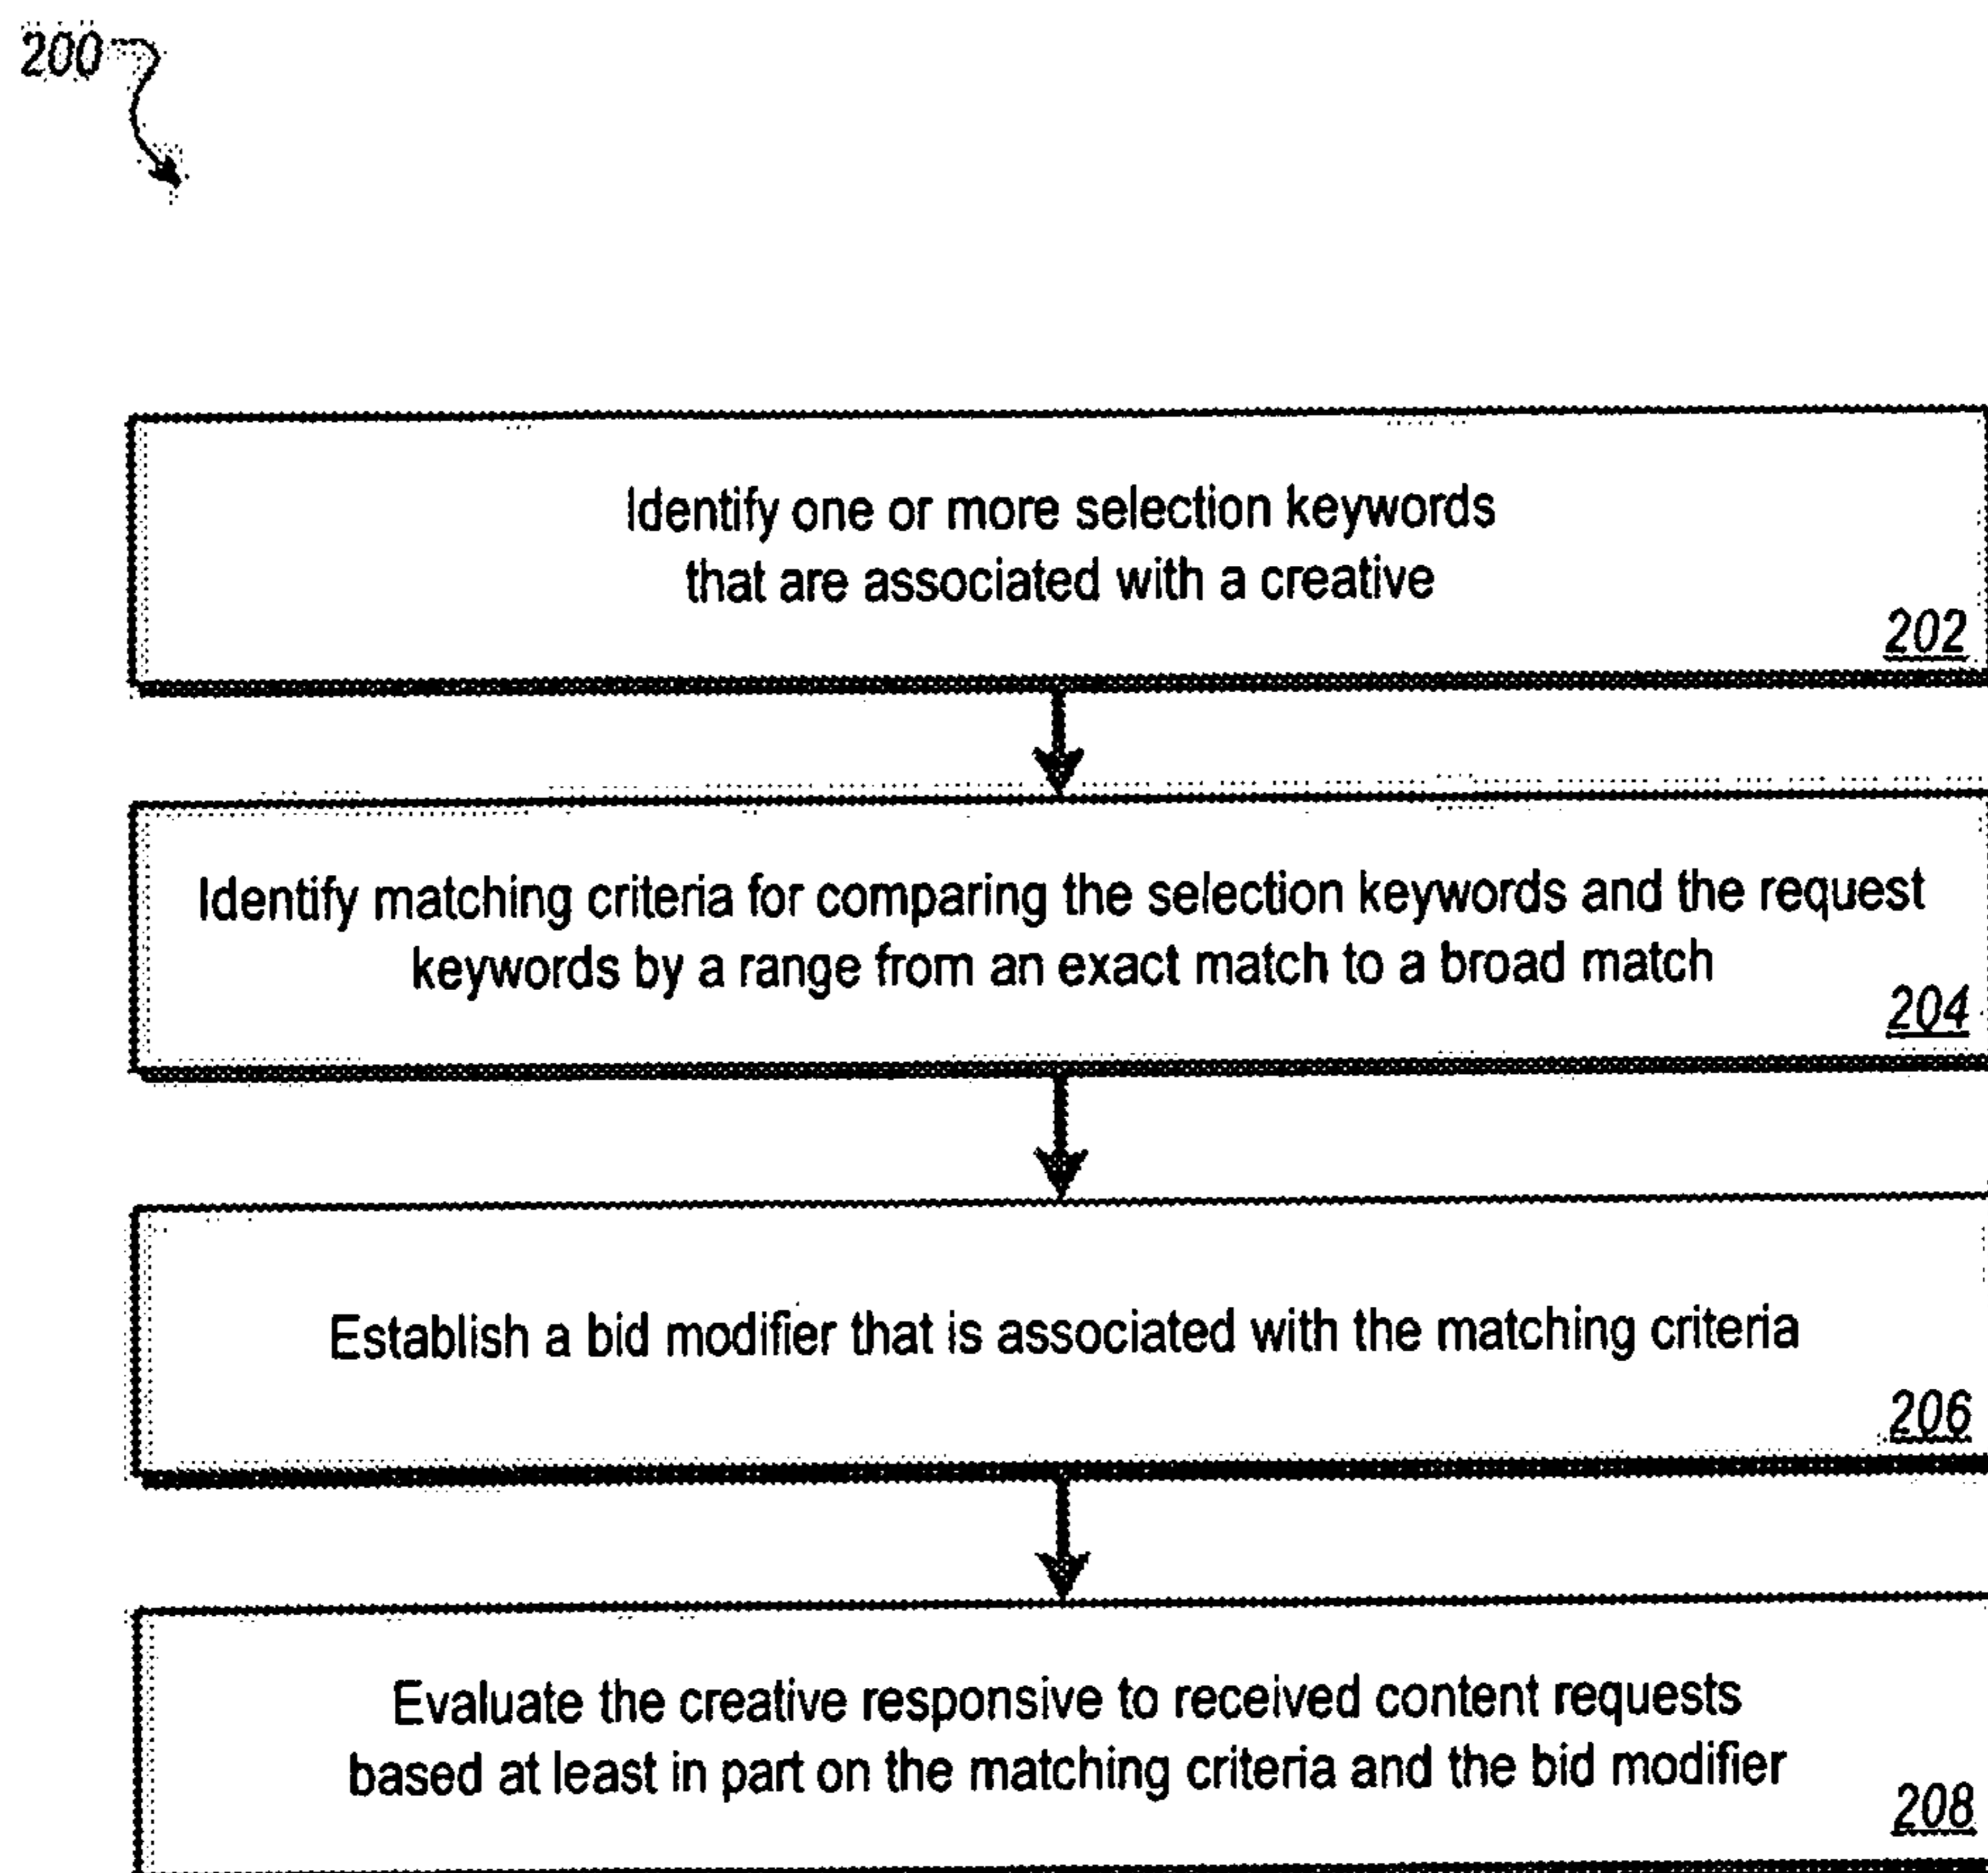 200
Identify one or more selection keywords
that are associated with a creative
202
Identify matching criteria for comparing the selection keywords and the request
keywords by a range from an exact match to a broad match
204
Establish a bid modifier that is associated with the matching criteria
206
Evaluate the creative responsive to received content requests
based at least in part on the matching criteria and the bid modifier
208